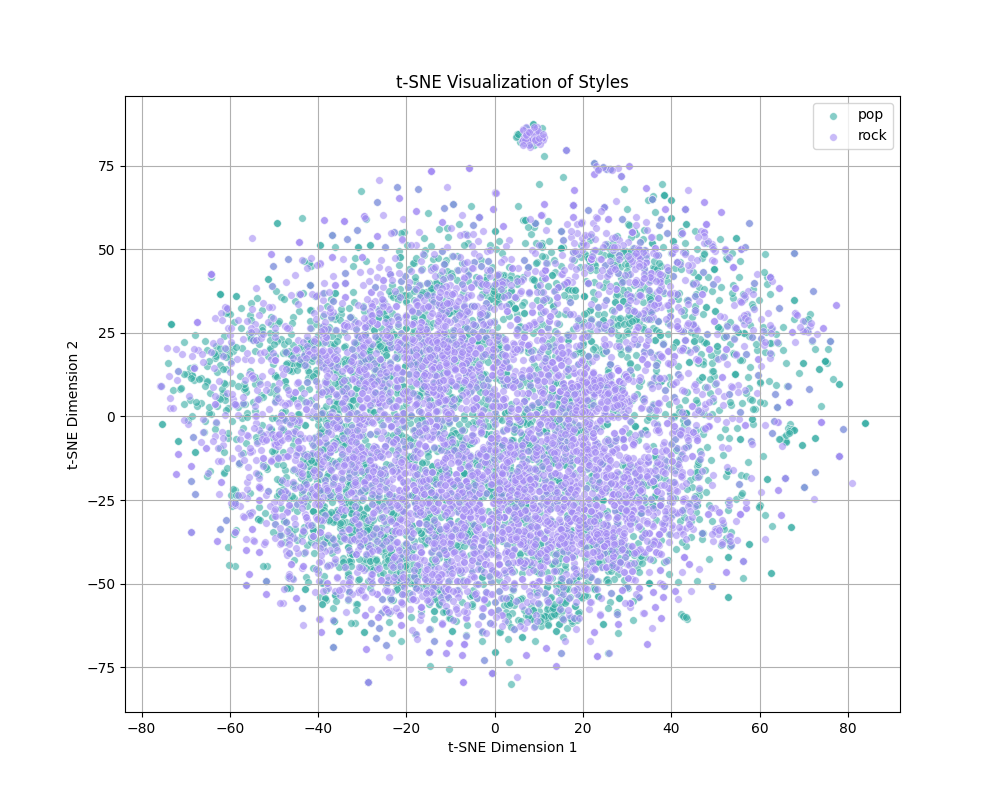 t-SNE Visualization of Styles
pop
rock
75
50
25
0
−25
−50
−75
t-SNE Dimension 2
−80 −60 −40 −20 0 20 40 60 80
t-SNE Dimension 1